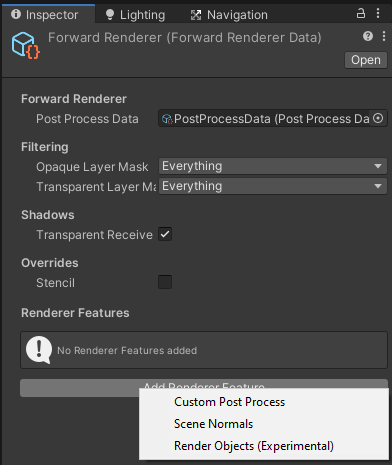 Inspector Lighting Navigation
Forward Renderer (Forward Renderer Data)
Open
Forward Renderer
Post Process Data PostProcessData (Post Process Da
Filtering
Opaque Layer Mask Everything
Transparent Layer Ma Everything
Shadows
Transparent Receive
Overrides
Stencil
Renderer Features
No Renderer Features added
Add Renderer Feature
Custom Post Process
Scene Normals
Render Objects (Experimental)